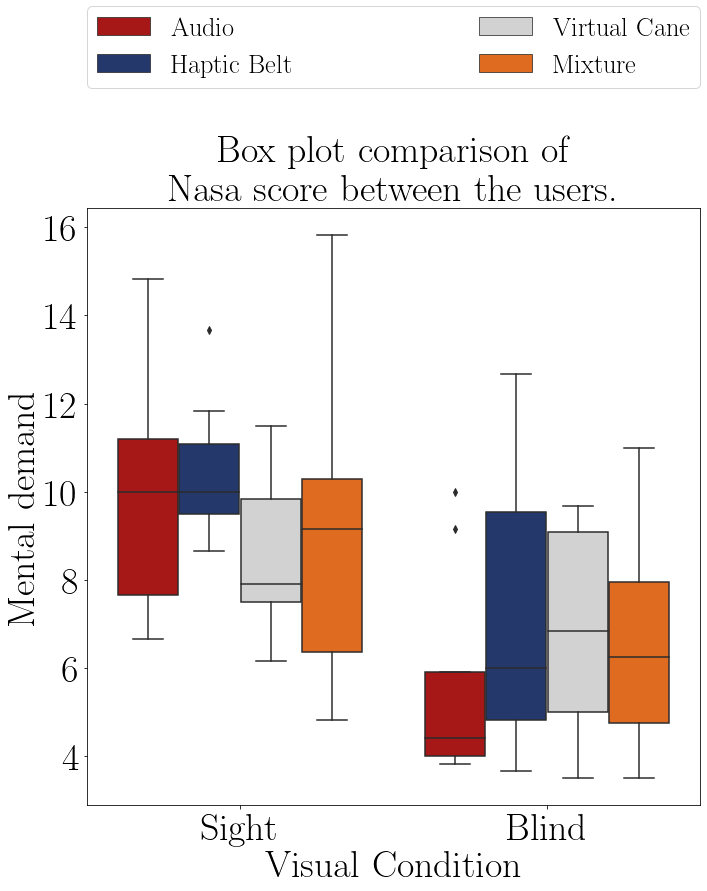 Audio
Haptic Belt
Virtual Cane
Mixture
Box plot comparison of
Nasa score between the users.
16
14
12
10
8
6
4
Mental demand
Sight
Blind
Visual Condition